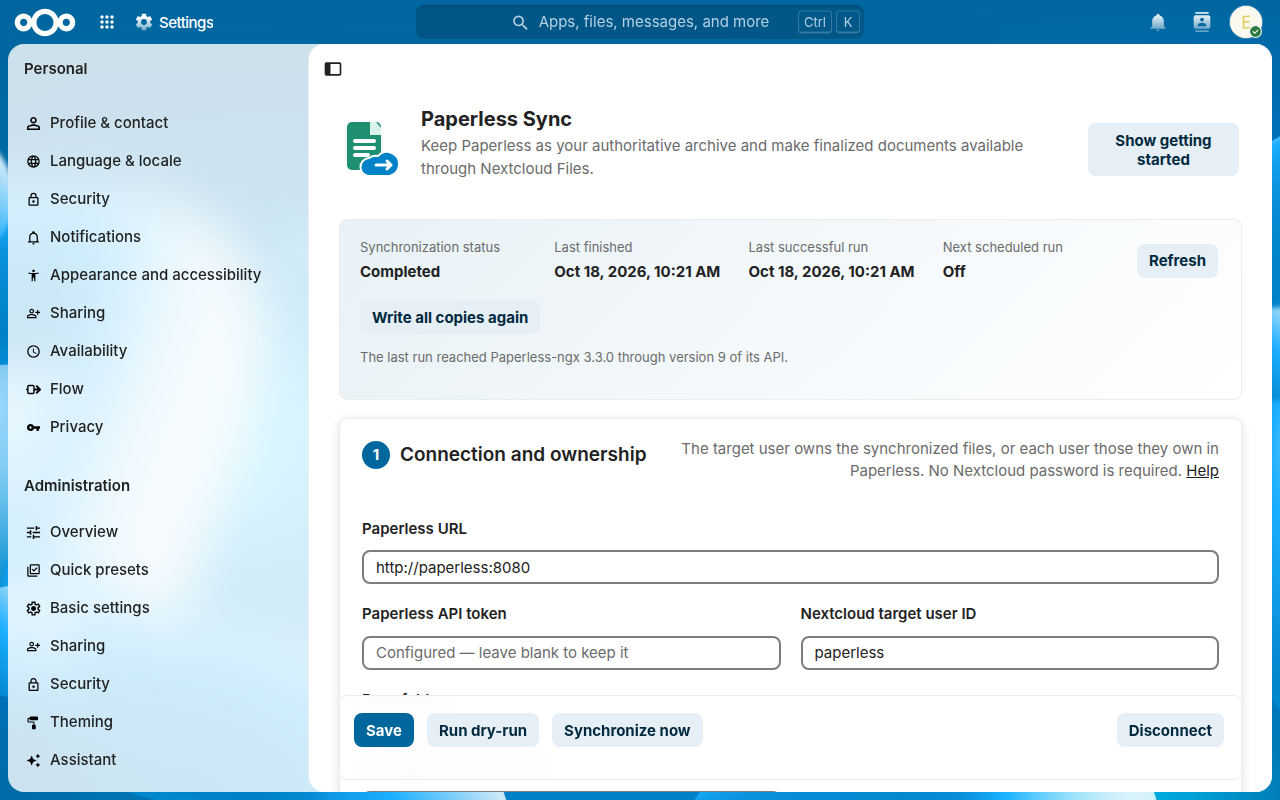 Settings
Apps, files, messages, and more
Ctrl
K
E
Personal
Profile & contact
Language & locale
Security
Notifications
Appearance and accessibility
Sharing
Availability
Flow
Privacy
Administration
Overview
Quick presets
Basic settings
Sharing
Security
Theming
Assistant
Paperless Sync
Keep Paperless as your authoritative archive and make finalized documents available
through Nextcloud Files.
Show getting
started
Synchronization status
Completed
Last finished
Oct 18, 2026, 10:21 AM
Last successful run
Oct 18, 2026, 10:21 AM
Next scheduled run
Off
Refresh
Write all copies again
The last run reached Paperless-ngx 3.3.0 through version 9 of its API.
1
Connection and ownership
The target user owns the synchronized files, or each user those they own in
Paperless. No Nextcloud password is required. Help
Paperless URL
http://paperless:8080
Paperless API token
Configured — leave blank to keep it
Nextcloud target user ID
paperless
Save
Run dry-run
Synchronize now
Disconnect